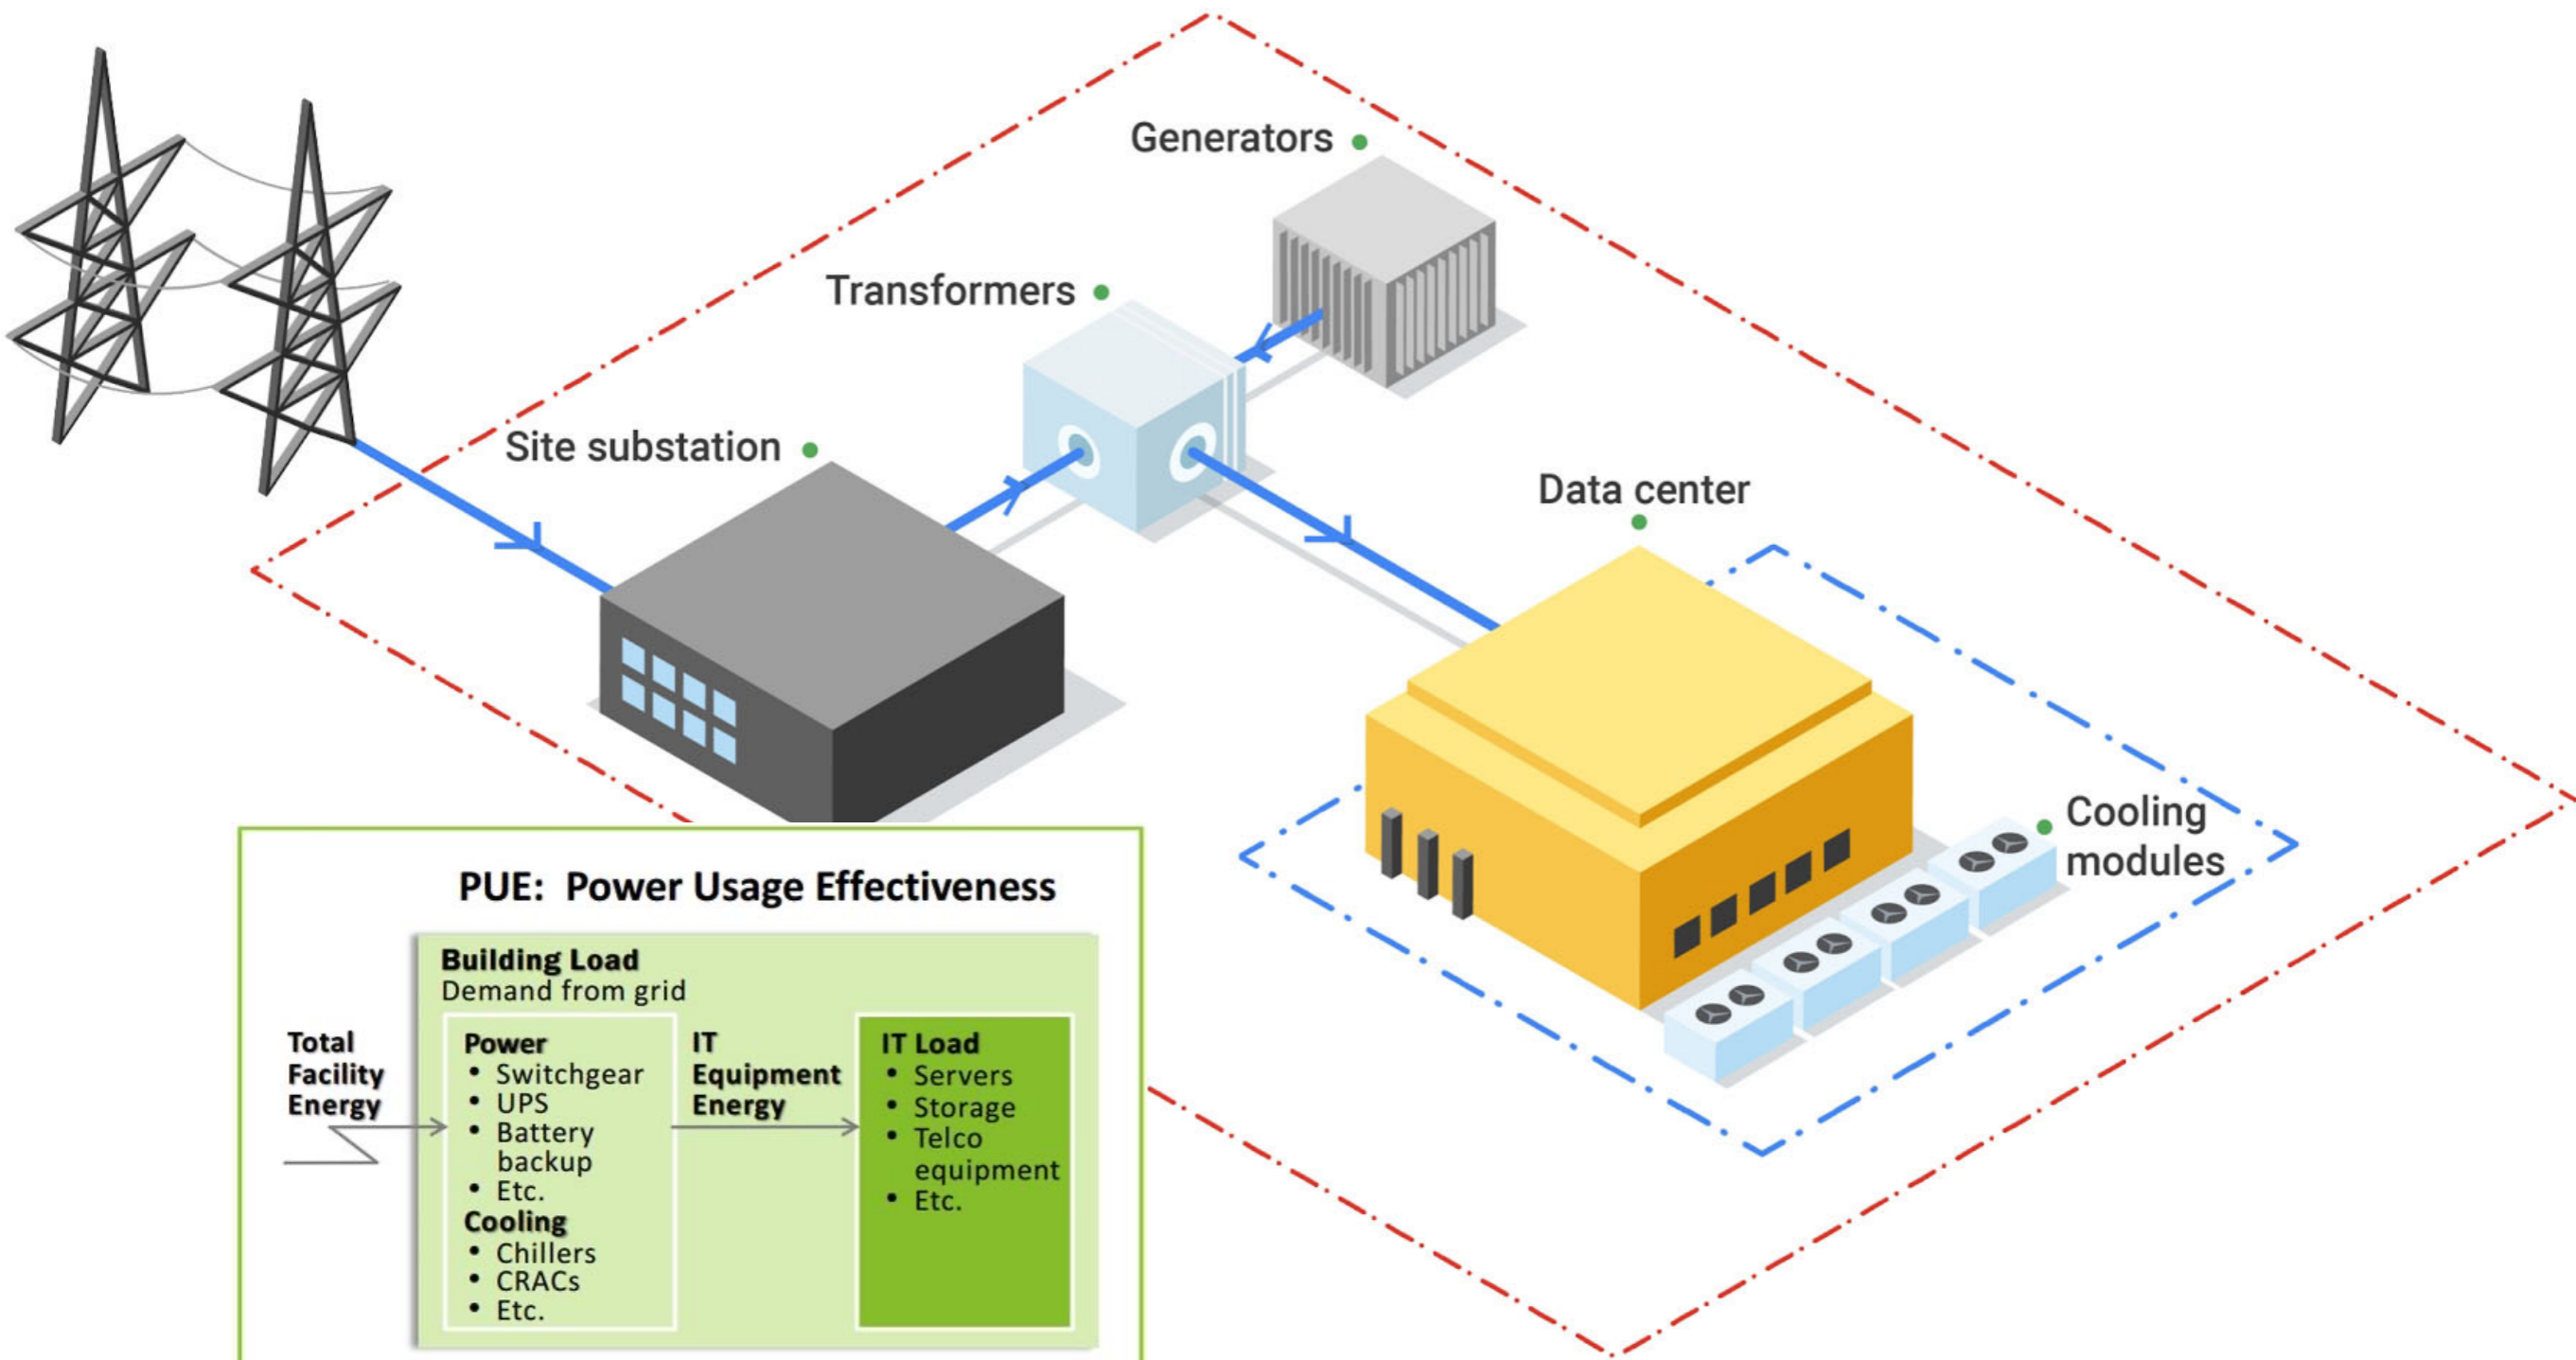 Generators
Transformers
Site substation
Data center
Cooling
modules
PUE: Power Usage Effectiveness
Building Load
Demand from grid
Total
Facility
Energy
Power
• Switchgear
• UPS
• Battery
backup
• Etc.
Cooling
• Chillers
• CRACs
• Etc.
IT
Equipment
Energy
IT Load
• Servers
• Storage
• Telco
equipment
• Etc.